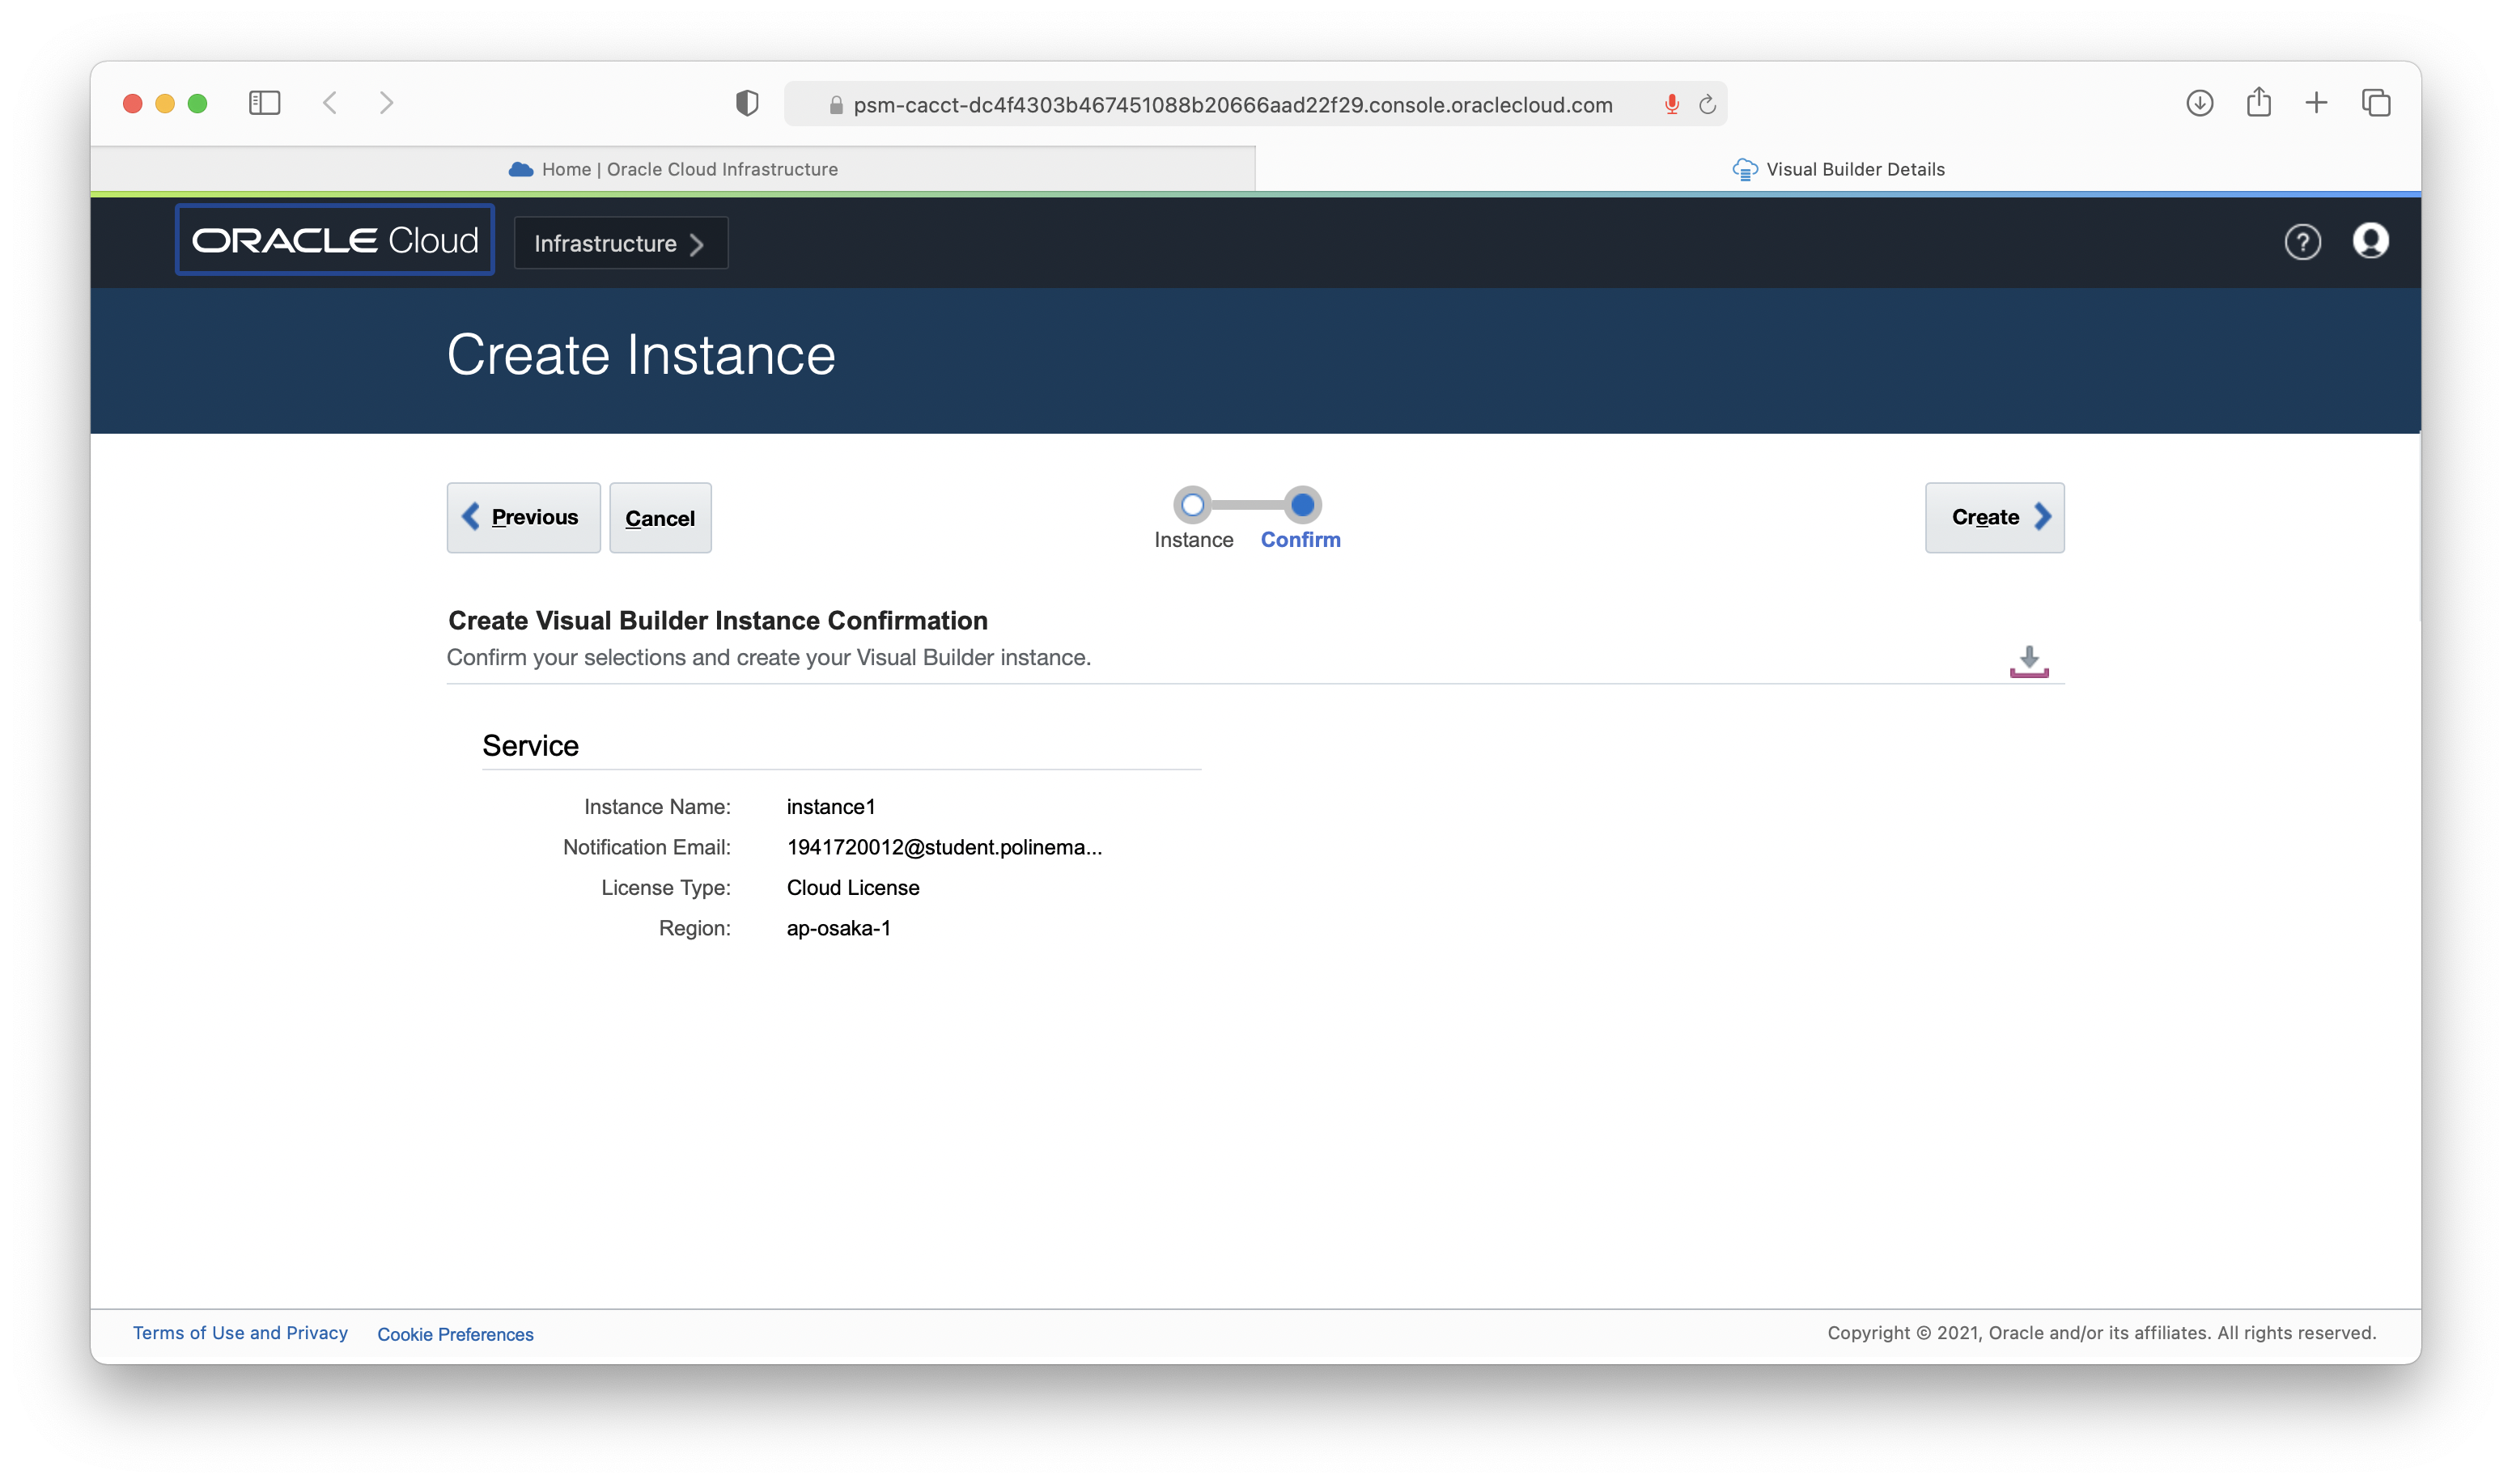 psm-cacct-dc4f4303b467451088b20666aad22f29.console.oraclecloud.com
Home | Oracle Cloud Infrastructure
Visual Builder Details
ORACLE Cloud
Infrastructure
?
Create Instance
Previous
Cancel
Instance
Confirm
Create
Create Visual Builder Instance Confirmation
Confirm your selections and create your Visual Builder instance.
Service
Instance Name: instance1
Notification Email: 1941720012@student.polinema...
License Type: Cloud License
Region: ap-osaka-1
Terms of Use and Privacy
Cookie Preferences
Copyright © 2021, Oracle and/or its affiliates. All rights reserved.